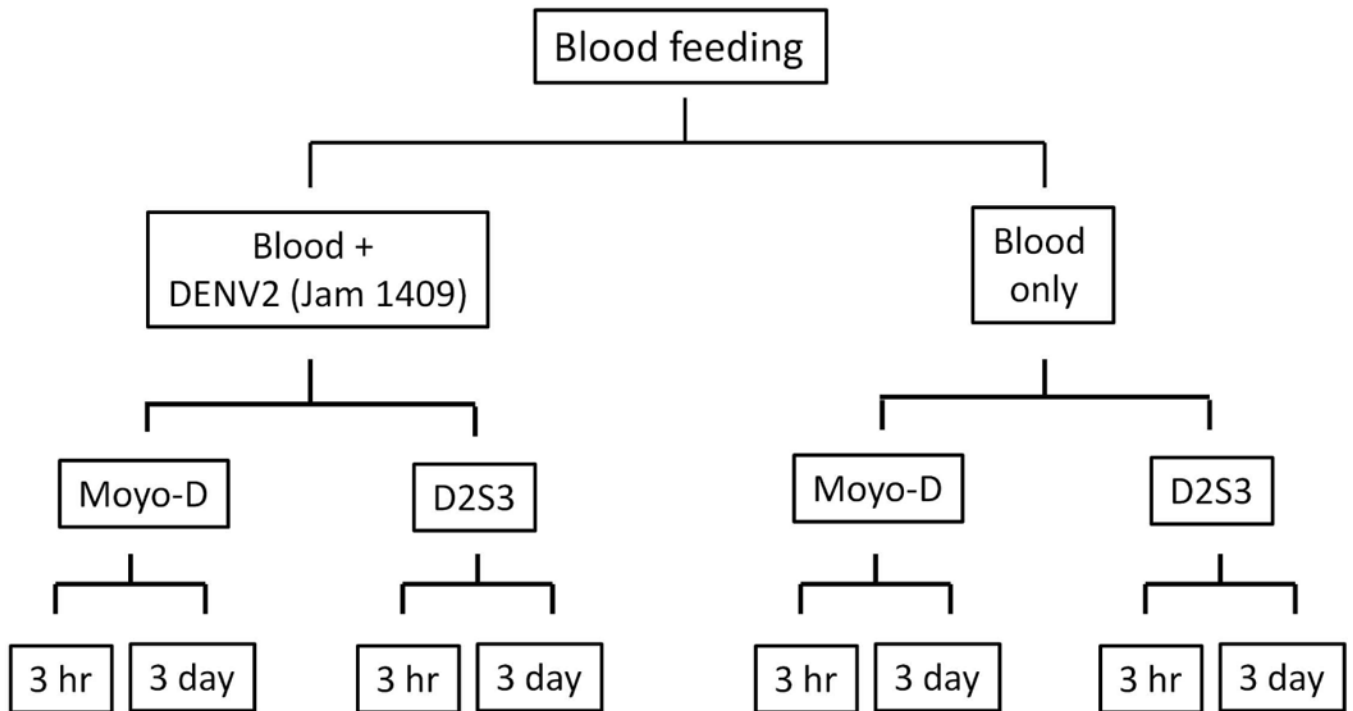 Blood feeding
Blood +
DENV2 (Jam 1409)
Blood
only
Moyo-D
D2S3
Moyo-D
D2S3
3 hr
3 day
3 hr
3 day
3 hr
3 day
3 hr
3 day